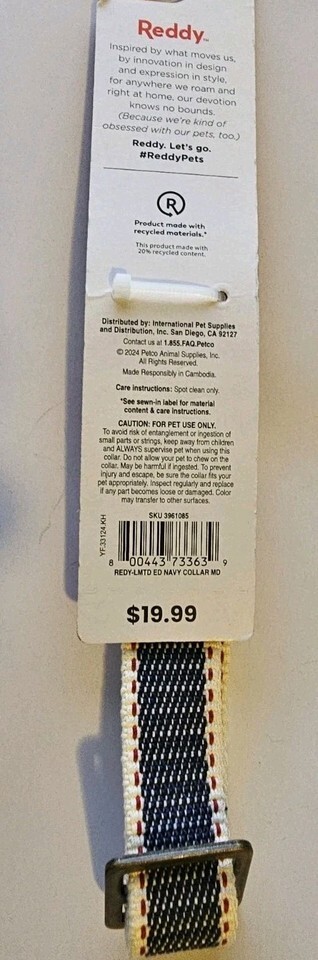 Reddy™
Inspired by what moves us,
by innovation in design
and expression in style,
for anywhere we roam and
right at home, our devotion
knows no bounds.
(Because we're kind of
obsessed with our pets, too.)
Reddy. Let's go.
#ReddyPets
R
Product made with
recycled materials.*
This product made with
20% recycled content.
Distributed by: International Pet Supplies
and Distribution, Inc. San Diego, CA 92127
Contact us at 1.855.FAQ.Petco
© 2024 Petco Animal Supplies, Inc.
All Rights Reserved.
Made Responsibly in Cambodia.
Care instructions: Spot clean only.
*See sewn-in label for material
content & care instructions.
CAUTION: FOR PET USE ONLY.
To avoid risk of entanglement or ingestion of
small parts or strings, keep away from children
and ALWAYS supervise pet when using this
collar. Do not allow your pet to chew on the
collar. May be harmful if ingested. To prevent
injury and escape, be sure the collar fits your
pet appropriately. Inspect regularly and replace
if any part becomes loose or damaged. Color
may transfer to other surfaces.
SKU 3961085
YF.33124.KH
8 00443 73363 9
REDY-LMTD ED NAVY COLLAR MD
$19.99